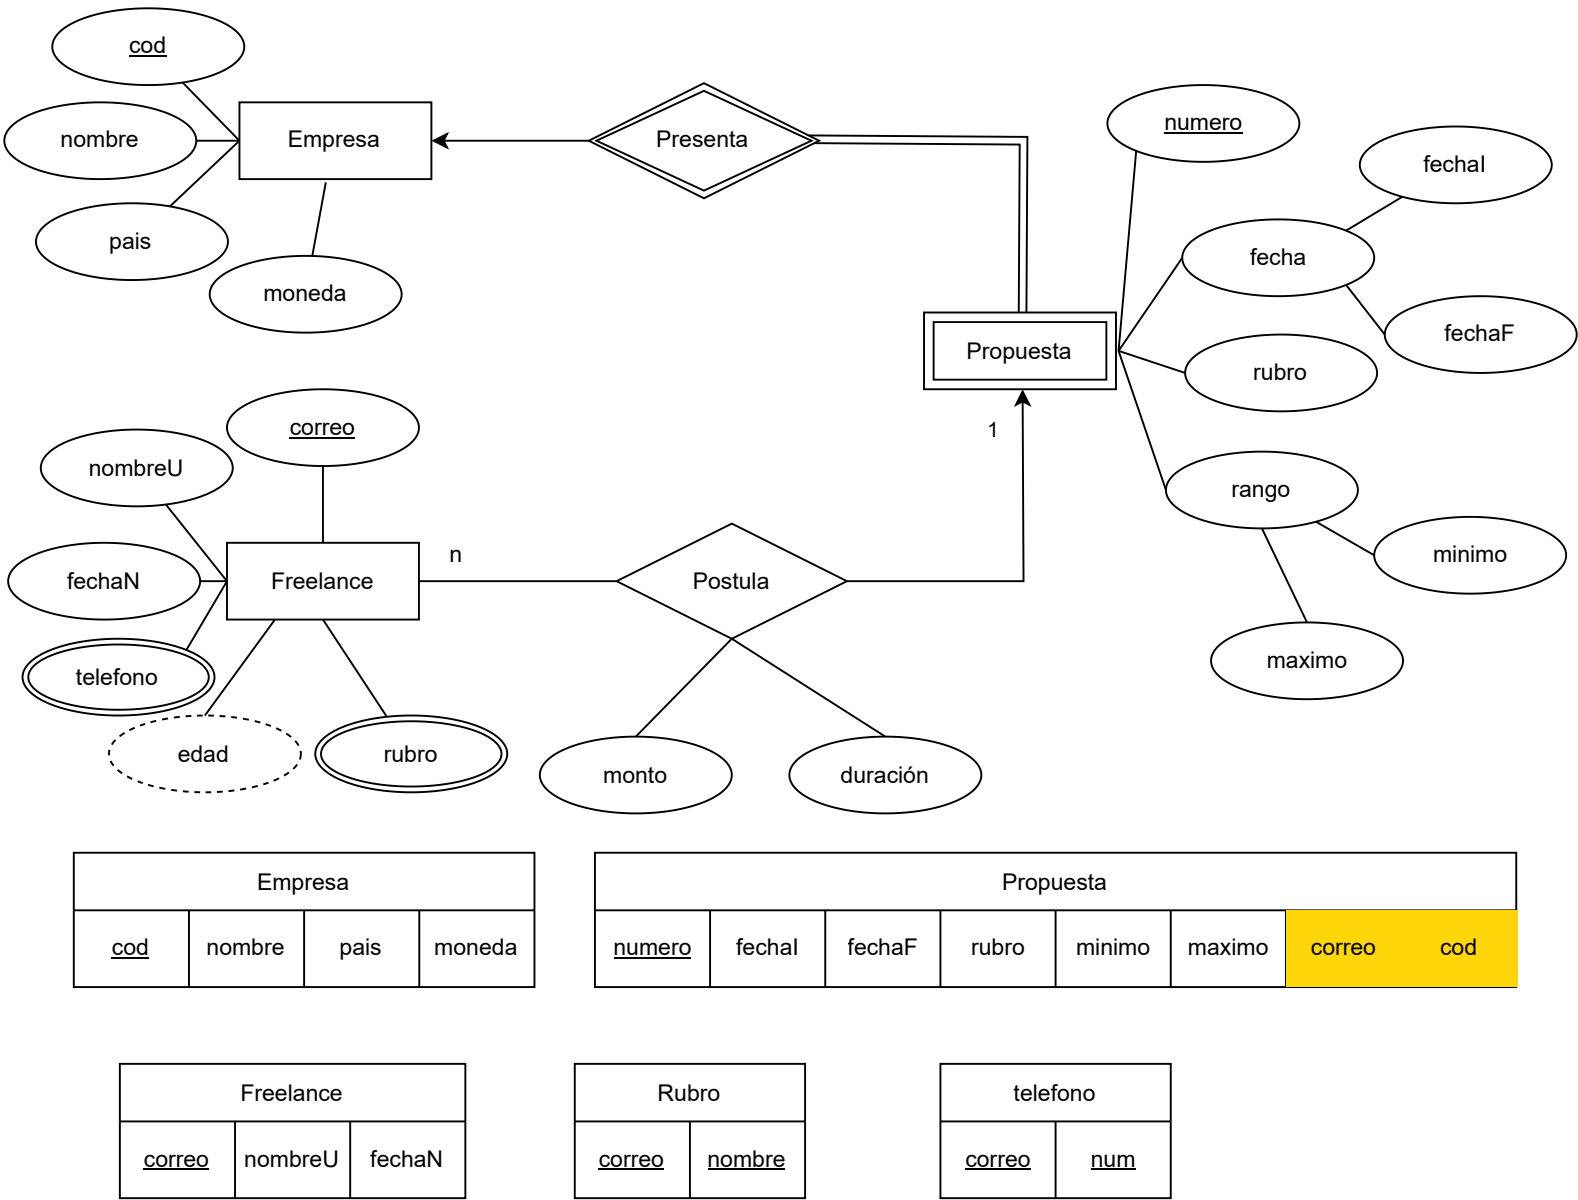 cod
nombre
Empresa
pais
moneda
Presenta
numero
fechaI
fecha
fechaF
Propuesta
rubro
rango
minimo
maximo
1
correo
nombreU
fechaN
Freelance
n
Postula
telefono
edad
rubro
monto
duración
Empresa
cod nombre pais moneda
Propuesta
numero fechaI fechaF rubro minimo maximo correo cod
Freelance
correo nombreU fechaN
Rubro
correo nombre
telefono
correo num